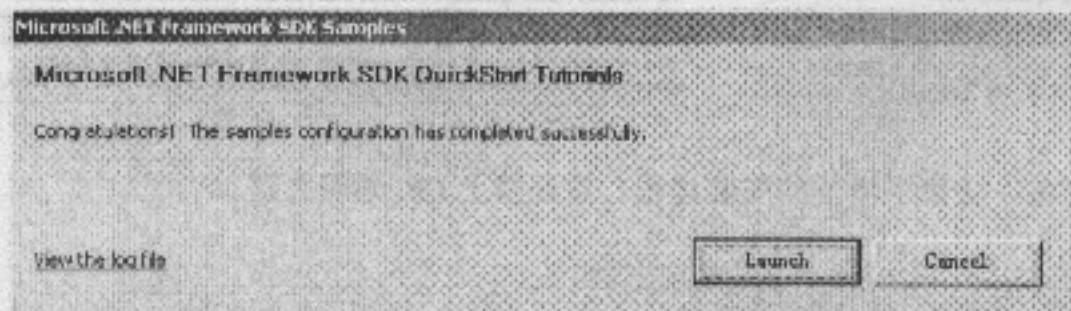 Microsoft .NET Framework SDK Samples
Microsoft .NET Framework SDK QuickStart Tutorials
Congratulations! The samples configuration has completed successfully.
View the log file
Launch
Cancel